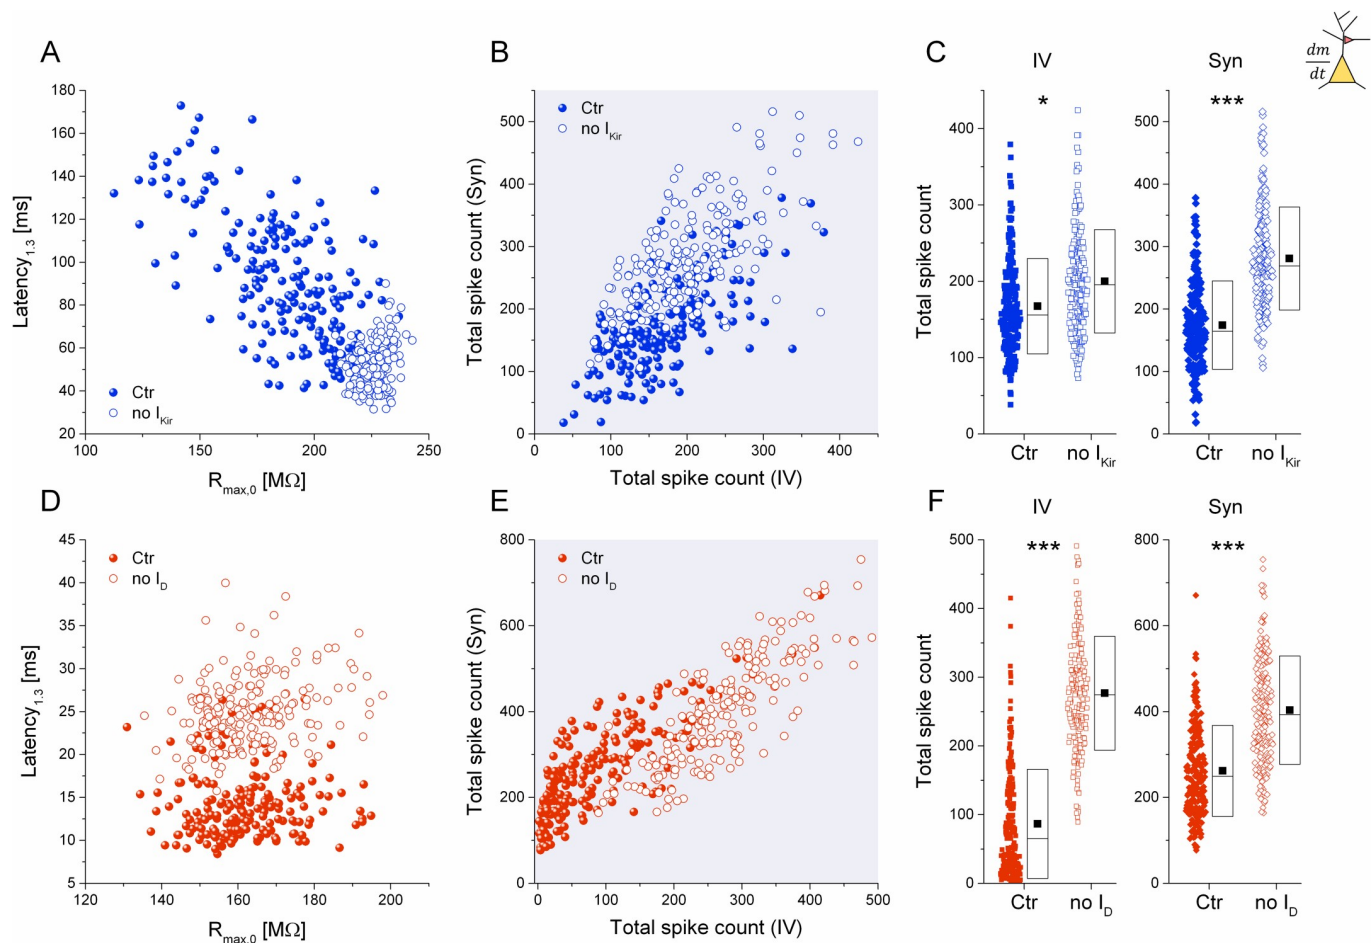 A
180
160
140
120
100
80
60
40
20
Latency1.3 [ms]
Ctr
no IKir
100
150
200
250
Rmax,0 [MΩ]
B
500
400
300
200
100
0
Total spike count (Syn)
Ctr
no IKir
0
100
200
300
400
Total spike count (IV)
C
IV
Syn
dm
dt
*
***
400
300
200
100
0
Total spike count
Ctr
no IKir
500
400
300
200
100
0
Ctr
no IKir
D
45
40
35
30
25
20
15
10
5
Latency1.3 [ms]
Ctr
no ID
120
140
160
180
200
Rmax,0 [MΩ]
E
800
600
400
200
0
Total spike count (Syn)
Ctr
no ID
0
100
200
300
400
500
Total spike count (IV)
F
IV
Syn
***
***
500
400
300
200
100
0
Total spike count
Ctr
no ID
800
600
400
200
0
Ctr
no ID